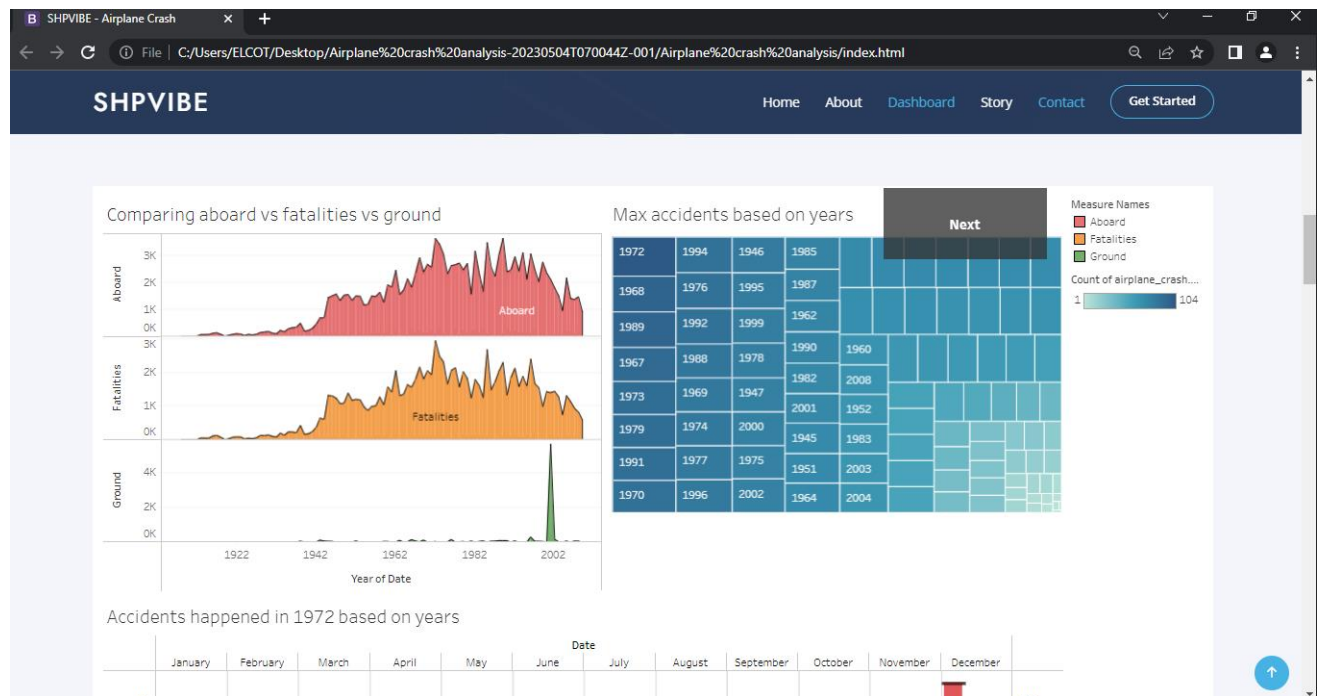 SHPVIBE - Airplane Crash
File | C:/Users/ELCOT/Desktop/Airplane%20crash%20analysis-20230504T070044Z-001/Airplane%20crash%20analysis/index.html
SHPVIBE
Home About Dashboard Story Contact Get Started
Comparing aboard vs fatalities vs ground
Aboard
3K
2K
1K
0K
Aboard
Fatalities
3K
2K
1K
0K
Fatalities
Ground
4K
2K
0K
1922 1942 1962 1982 2002
Year of Date
Max accidents based on years
Next
1972 1994 1946 1985
1968 1976 1995 1987
1989 1992 1999 1962
1967 1988 1978 1990 1960
1973 1969 1947 1982 2008
1979 1974 2000 2001 1952
1991 1977 1975 1945 1983
1970 1996 2002 1951 2003
1964 2004
Measure Names
Aboard
Fatalities
Ground
Count of airplane_crash....
1 104
Accidents happened in 1972 based on years
Date
January February March April May June July August September October November December